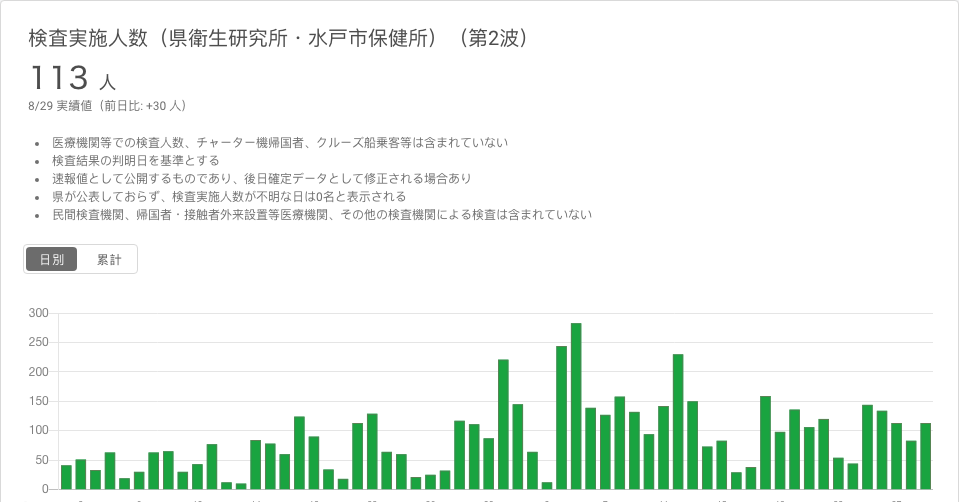 検査実施人数（県衛生研究所・水戸市保健所）（第2波）
113 人
8/29 実績値（前日比: +30 人）
医療機関等での検査人数、チャーター機帰国者、クルーズ船乗客等は含まれていない
検査結果の判明日を基準とする
速報値として公開するものであり、後日確定データとして修正される場合あり
県が公表しておらず、検査実施人数が不明な日は0名と表示される
民間検査機関、帰国者・接触者外来設置等医療機関、その他の検査機関による検査は含まれていない
日別 累計
300
250
200
150
100
50
0